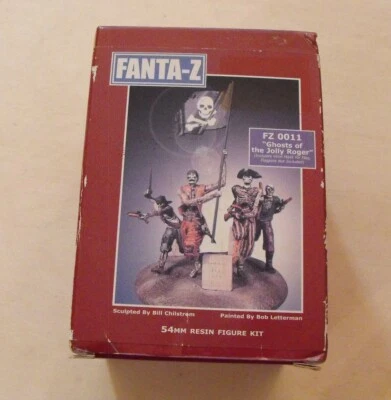 FANTA-Z
FZ 0011
"Ghosts of
the Jolly Roger"
Sculpted By Bill Chilstrom
Painted By Bob Letterman
54MM RESIN FIGURE KIT